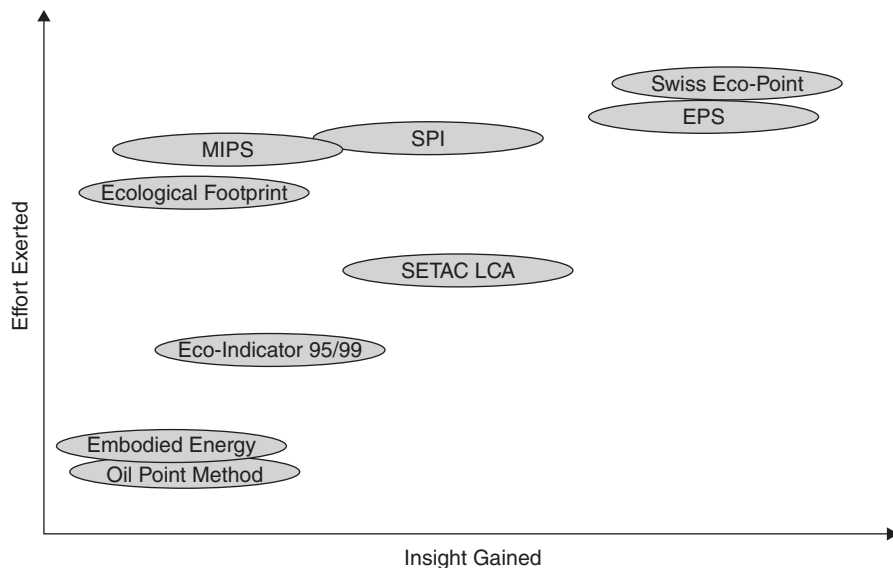 Effort Exerted
Swiss Eco-Point
EPS
SPI
MIPS
Ecological Footprint
SETAC LCA
Eco-Indicator 95/99
Embodied Energy
Oil Point Method
Insight Gained